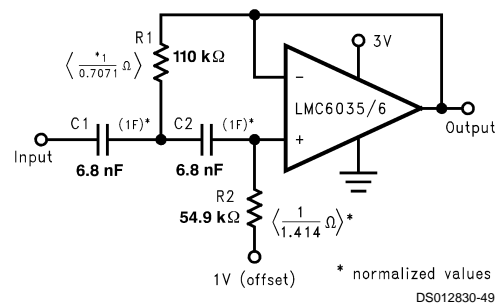 R1
110 kΩ
⟨ *1 / 0.7071 Ω ⟩
3V
−
LMC6035/6
+
Output
C1
(1F)*
C2
(1F)*
Input
6.8 nF
6.8 nF
R2
54.9 kΩ
⟨ 1 / 1.414 Ω ⟩*
1V (offset)
* normalized values
DS012830-49